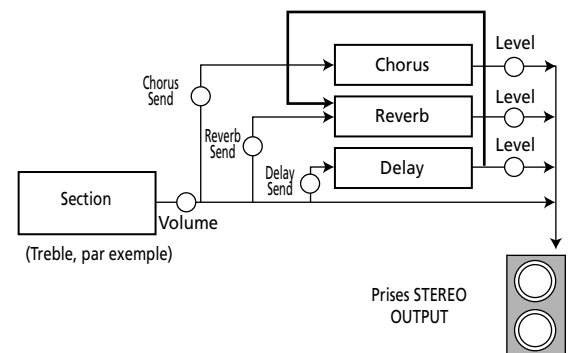 Level
Chorus
Chorus
Send
Level
Reverb
Reverb
Send
Level
Delay
Delay
Send
Section
Volume
(Treble, par exemple)
Prises STEREO
OUTPUT